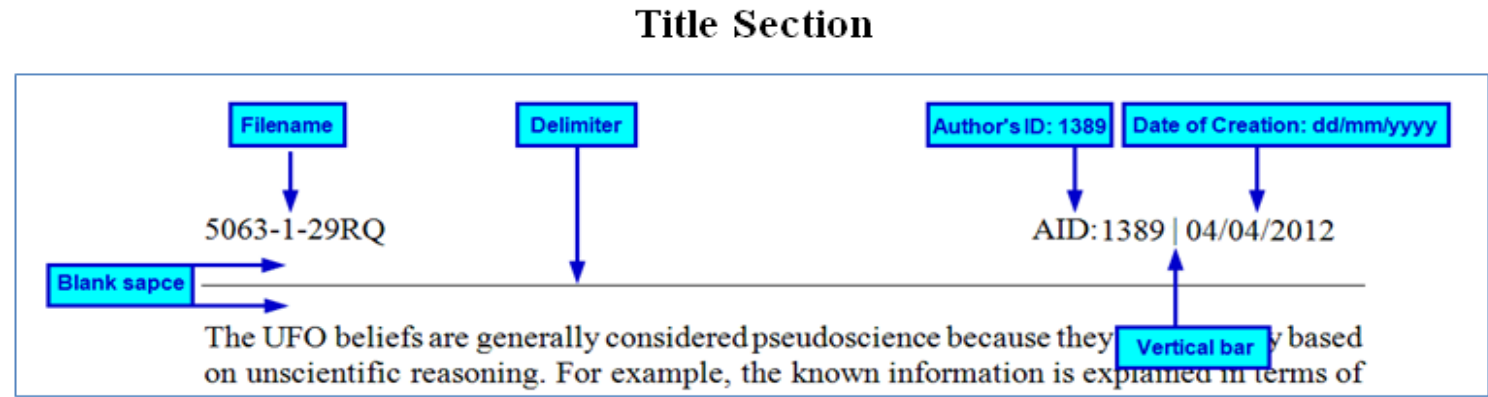 Title Section
Filename
Delimiter
Author's ID: 1389
Date of Creation: dd/mm/yyyy
5063-1-29RQ
AID:1389 | 04/04/2012
Blank sapce
The UFO beliefs are generally considered pseudoscience because they y based
Vertical bar
on unscientific reasoning. For example, the known information is explained in terms of